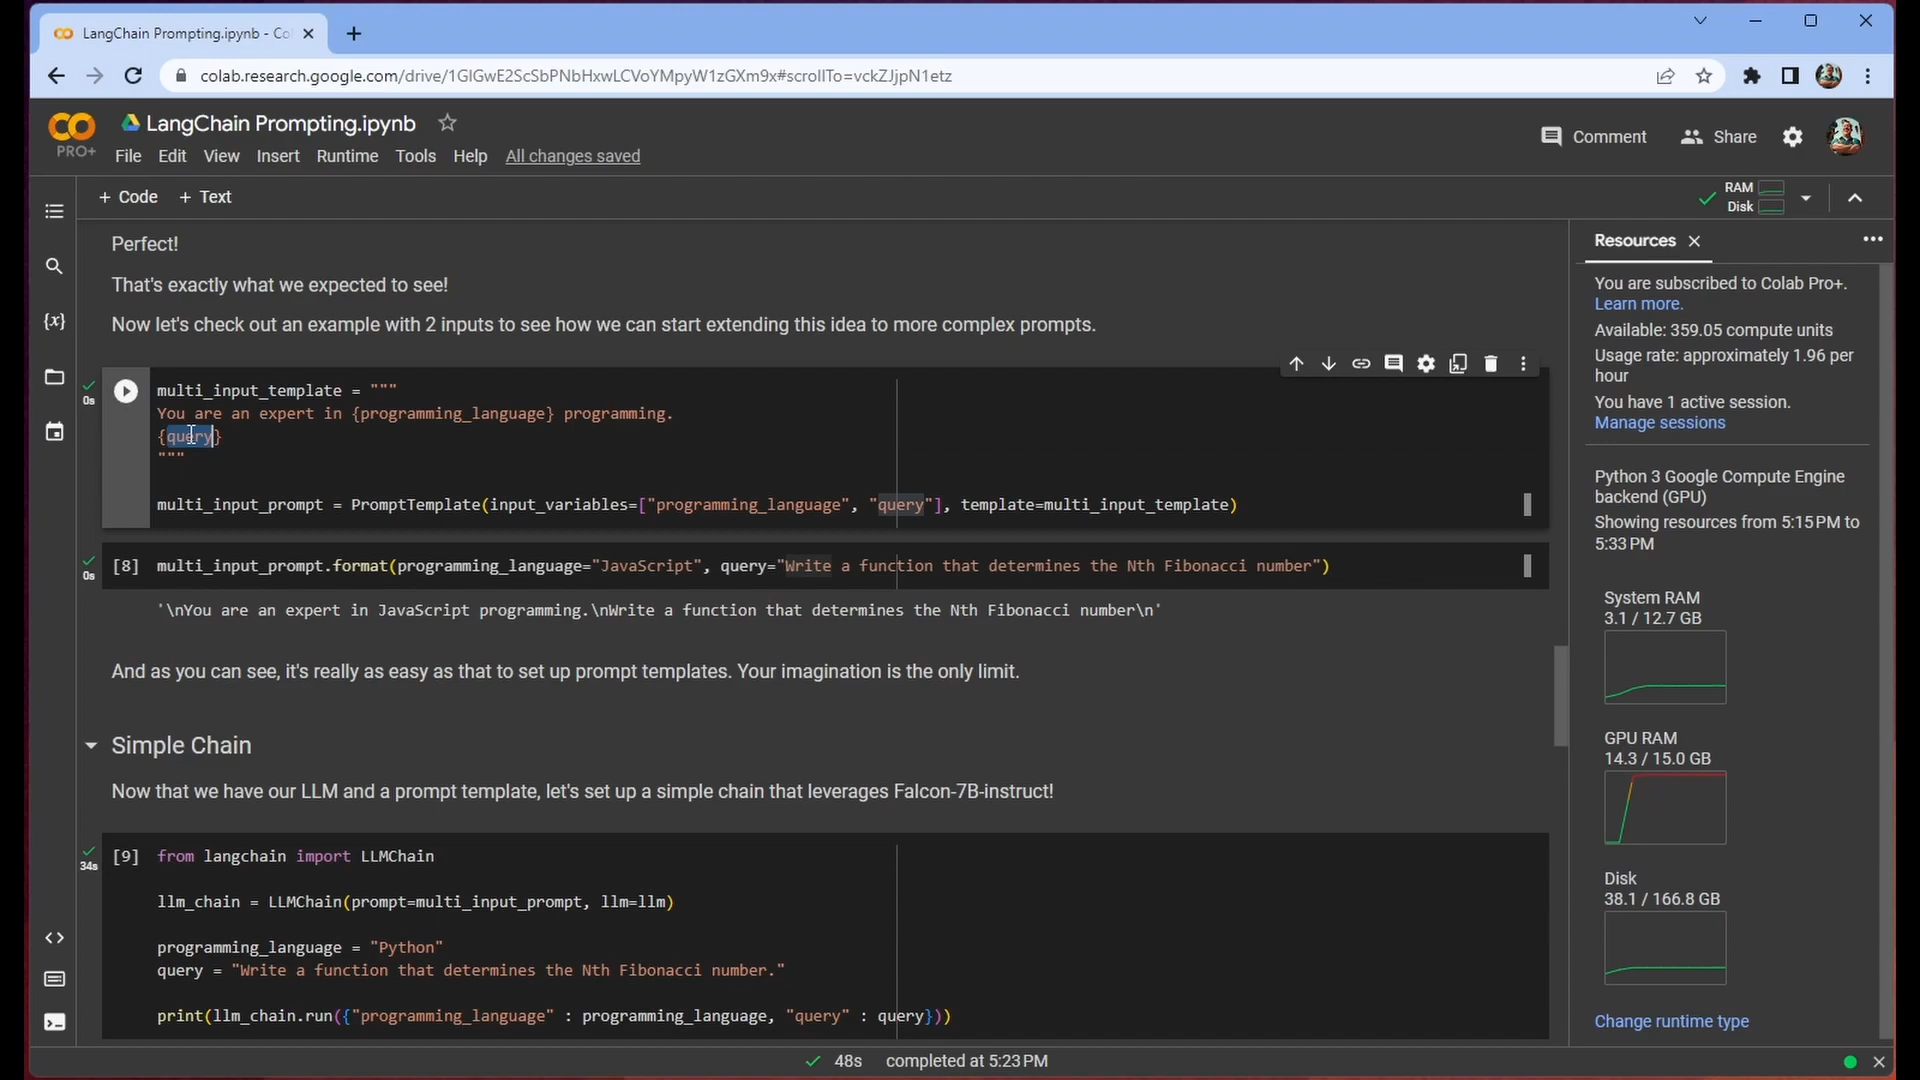 LangChain Prompting.ipynb - Co
colab.research.google.com/drive/1GlGwE2ScSbPNbHxwLCVoYMpyW1zGXm9x#scrollTo=vckZJjpN1etz
PRO+
LangChain Prompting.ipynb
File Edit View Insert Runtime Tools Help All changes saved
Comment Share
+ Code + Text
RAM
Disk
Perfect!
That's exactly what we expected to see!
Now let's check out an example with 2 inputs to see how we can start extending this idea to more complex prompts.
0s
multi_input_template = """
You are an expert in {programming_language} programming.
{query}
"""
multi_input_prompt = PromptTemplate(input_variables=["programming_language", "query"], template=multi_input_template)
0s
[8] multi_input_prompt.format(programming_language="JavaScript", query="Write a function that determines the Nth Fibonacci number")
'\nYou are an expert in JavaScript programming.\nWrite a function that determines the Nth Fibonacci number\n'
And as you can see, it's really as easy as that to set up prompt templates. Your imagination is the only limit.
Simple Chain
Now that we have our LLM and a prompt template, let's set up a simple chain that leverages Falcon-7B-instruct!
34s
[9] from langchain import LLMChain
llm_chain = LLMChain(prompt=multi_input_prompt, llm=llm)
programming_language = "Python"
query = "Write a function that determines the Nth Fibonacci number."
print(llm_chain.run({"programming_language" : programming_language, "query" : query}))
Resources
You are subscribed to Colab Pro+.
Learn more.
Available: 359.05 compute units
Usage rate: approximately 1.96 per
hour
You have 1 active session.
Manage sessions
Python 3 Google Compute Engine
backend (GPU)
Showing resources from 5:15 PM to
5:33 PM
System RAM
3.1 / 12.7 GB
GPU RAM
14.3 / 15.0 GB
Disk
38.1 / 166.8 GB
Change runtime type
48s completed at 5:23 PM